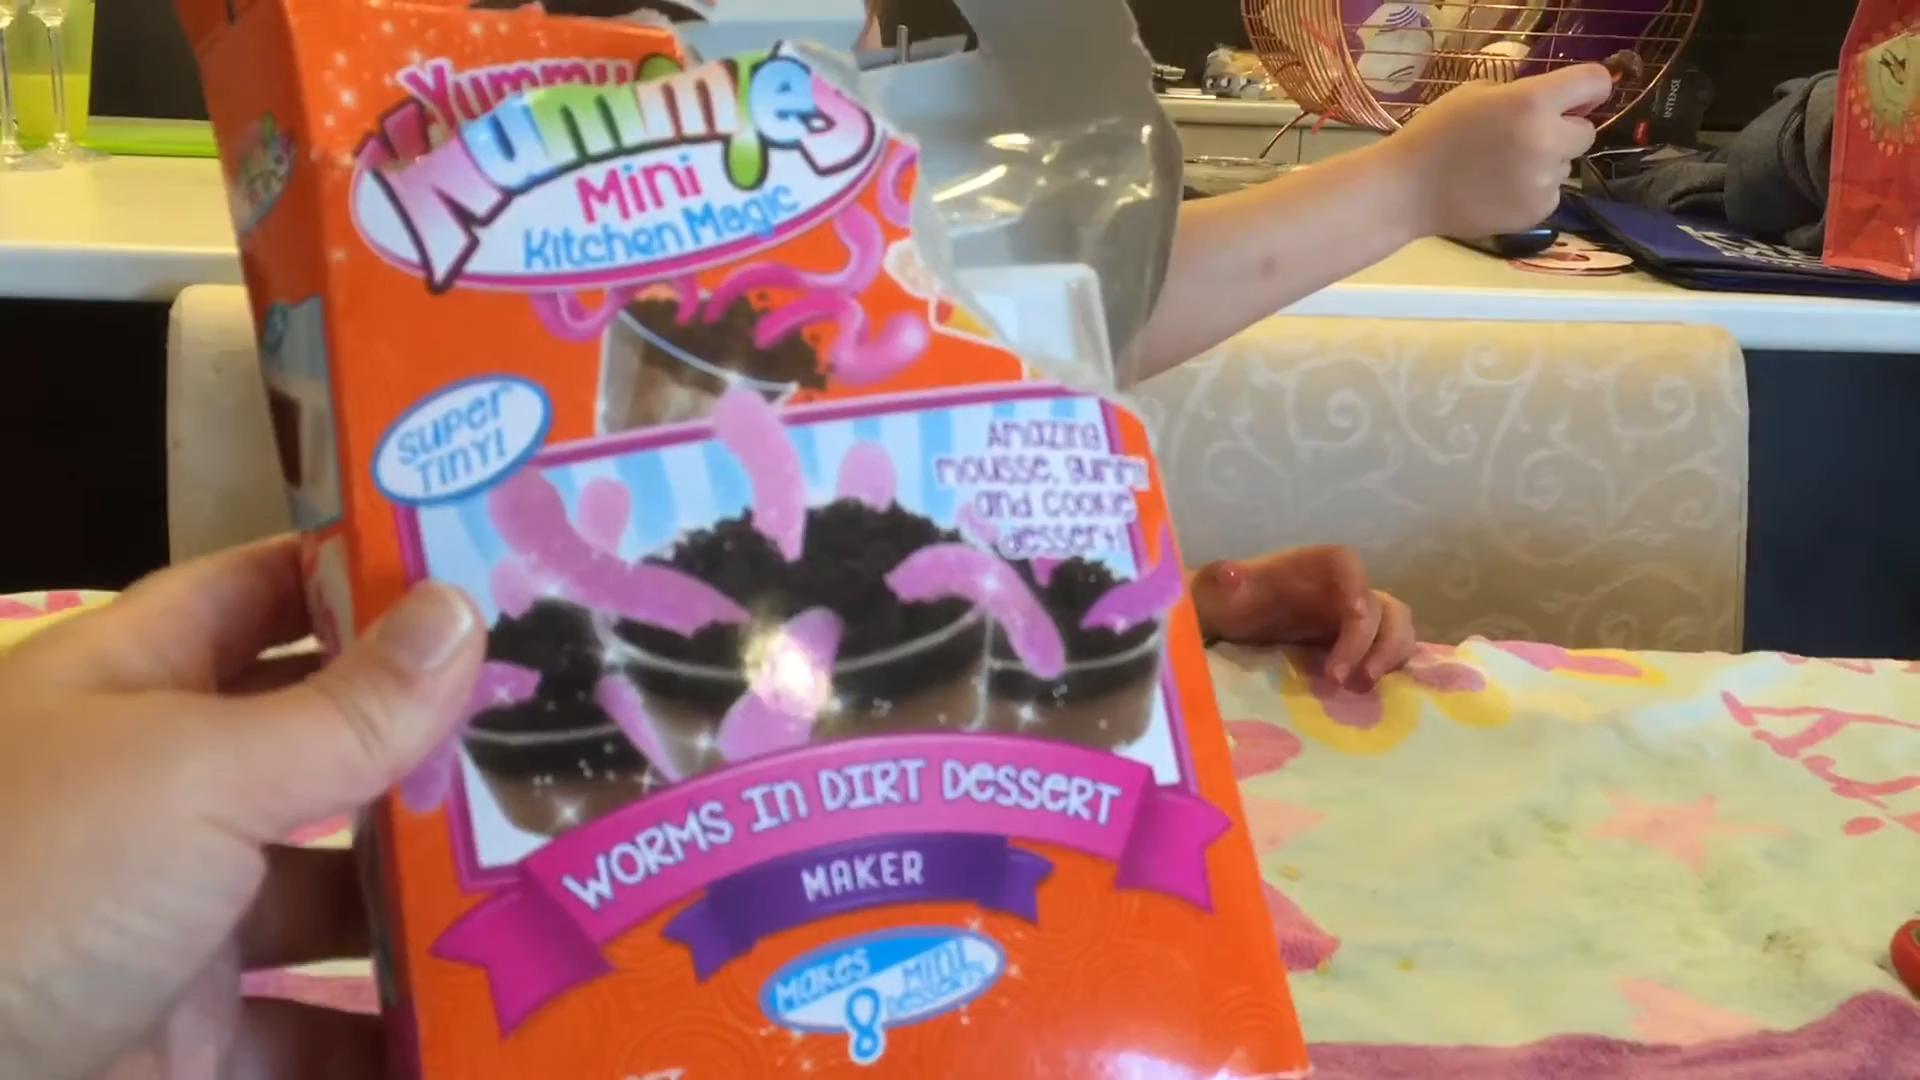 Yummy
Nummies
Mini
Kitchen Magic
SUPER
TINY!
Amazing
mousse, gummy
and cookie
dessert!
WORMS IN DIRT DESSERT
MAKER
MAKES
8
MINI
DESSERTS
INTENSE